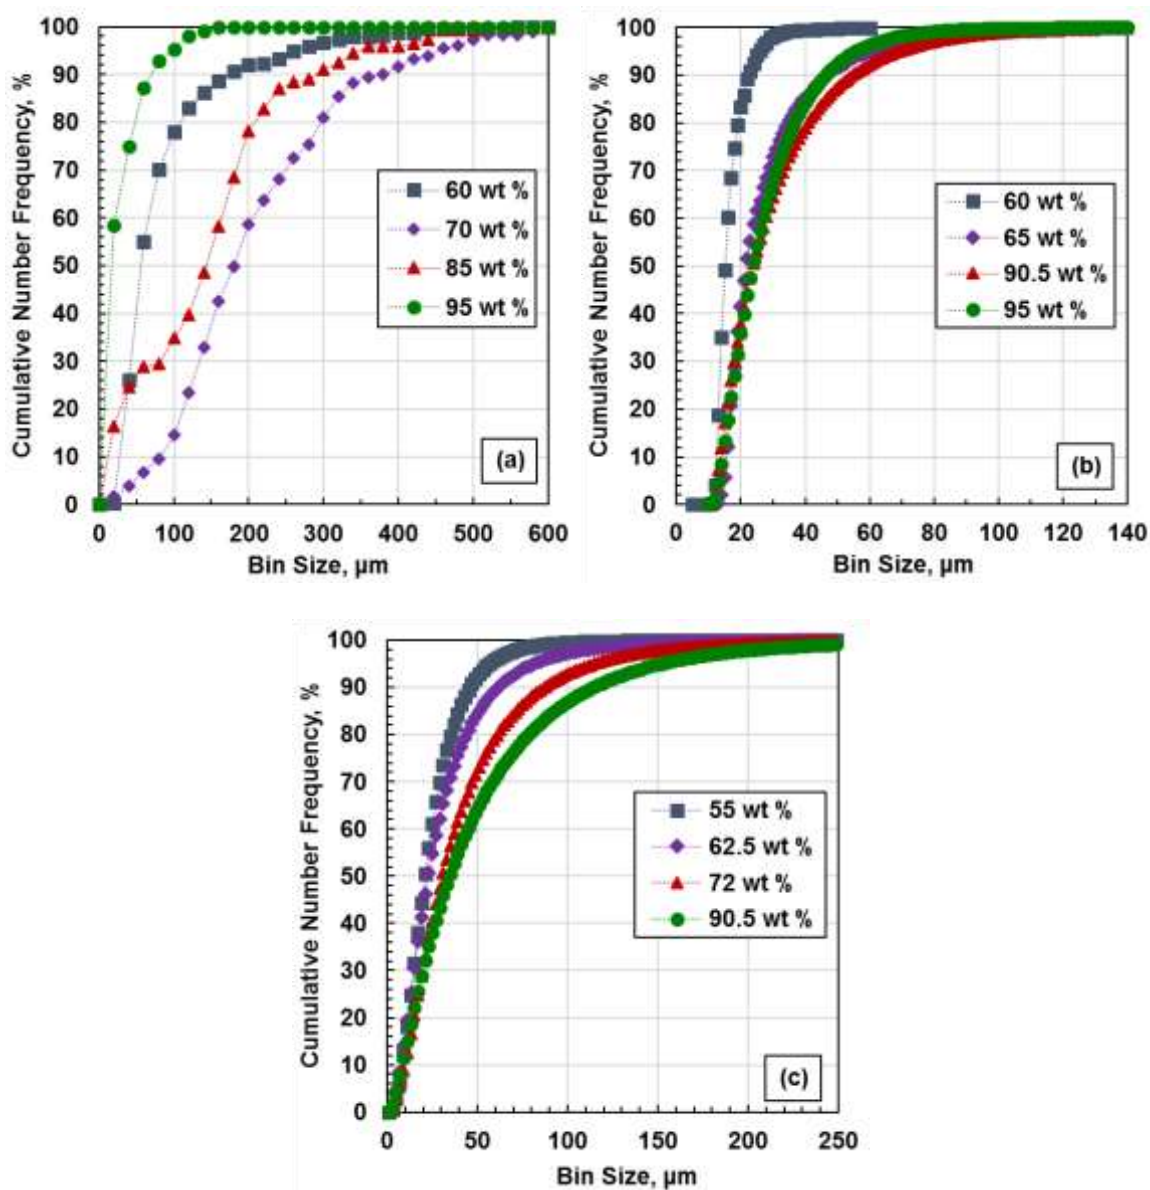 Cumulative Number Frequency, %
100
90
80
70
60
50
40
30
20
10
0
60 wt %
70 wt %
85 wt %
95 wt %
(a)
0 100 200 300 400 500 600
Bin Size, µm
Cumulative Number Frequency, %
100
90
80
70
60
50
40
30
20
10
0
60 wt %
65 wt %
90.5 wt %
95 wt %
(b)
0 20 40 60 80 100 120 140
Bin Size, µm
Cumulative Number Frequency, %
100
90
80
70
60
50
40
30
20
10
0
55 wt %
62.5 wt %
72 wt %
90.5 wt %
(c)
0 50 100 150 200 250
Bin Size, µm